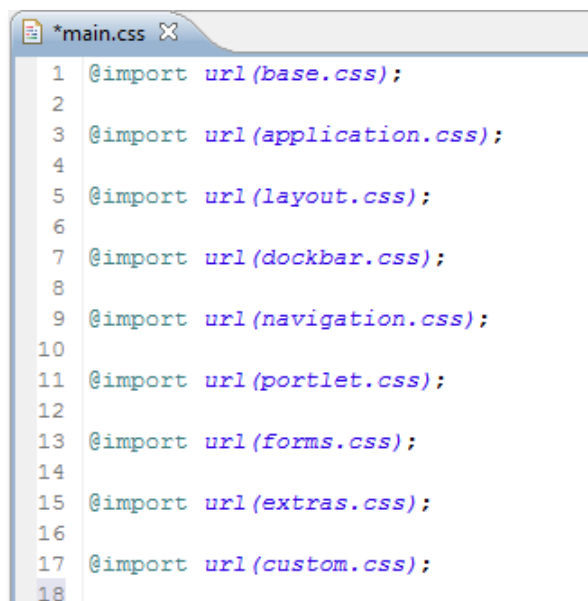 *main.css
1 @import url(base.css);
2
3 @import url(application.css);
4
5 @import url(layout.css);
6
7 @import url(dockbar.css);
8
9 @import url(navigation.css);
10
11 @import url(portlet.css);
12
13 @import url(forms.css);
14
15 @import url(extras.css);
16
17 @import url(custom.css);
18